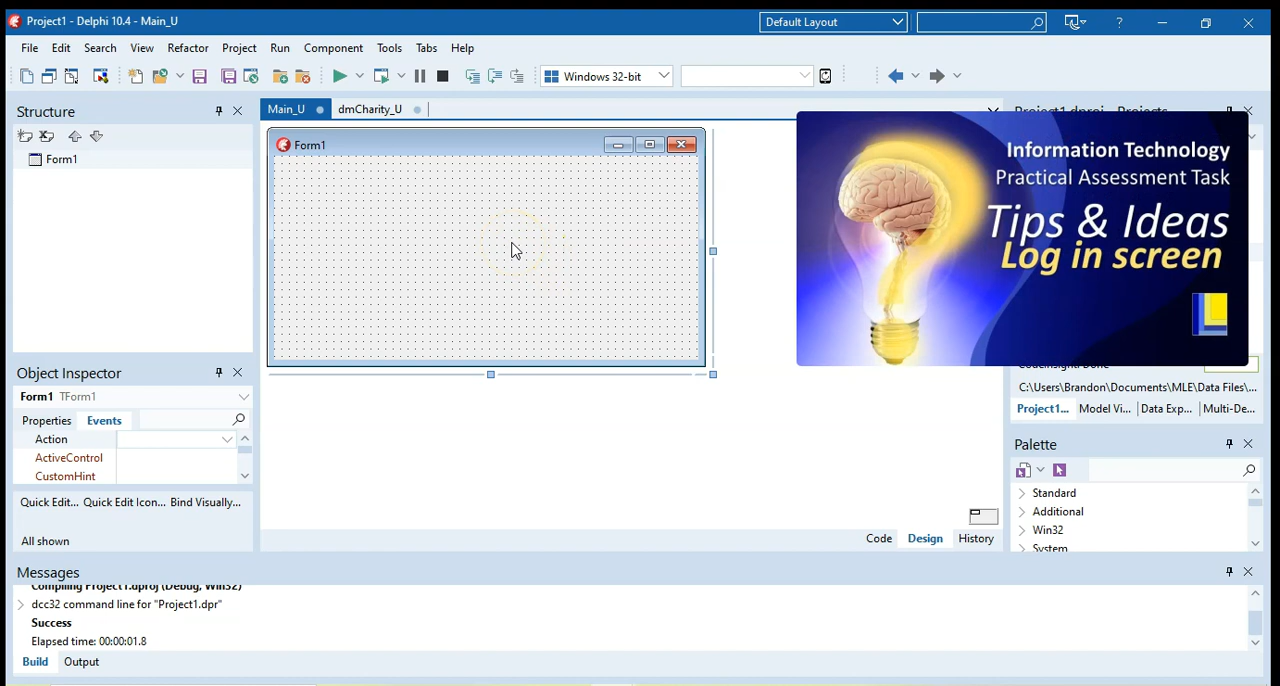 Project1 - Delphi 10.4 - Main_U
Default Layout
?
File Edit Search View Refactor Project Run Component Tools Tabs Help
Windows 32-bit
Structure
Form1
Main_U
dmCharity_U
Form1
Project1.dproj - Projects
Information Technology
Practical Assessment Task
Tips & Ideas
Log in screen
C:\Users\Brandon\Documents\MLE\Data Files\...
Project1... Model Vi... Data Exp... Multi-De...
Object Inspector
Form1 TForm1
Properties Events
Action
ActiveControl
CustomHint
Quick Edit... Quick Edit Icon... Bind Visually...
All shown
Palette
Standard
Additional
Win32
System
Code Design History
Messages
Compiling Project1.dproj (Debug, Win32)
dcc32 command line for "Project1.dpr"
Success
Elapsed time: 00:00:01.8
Build Output